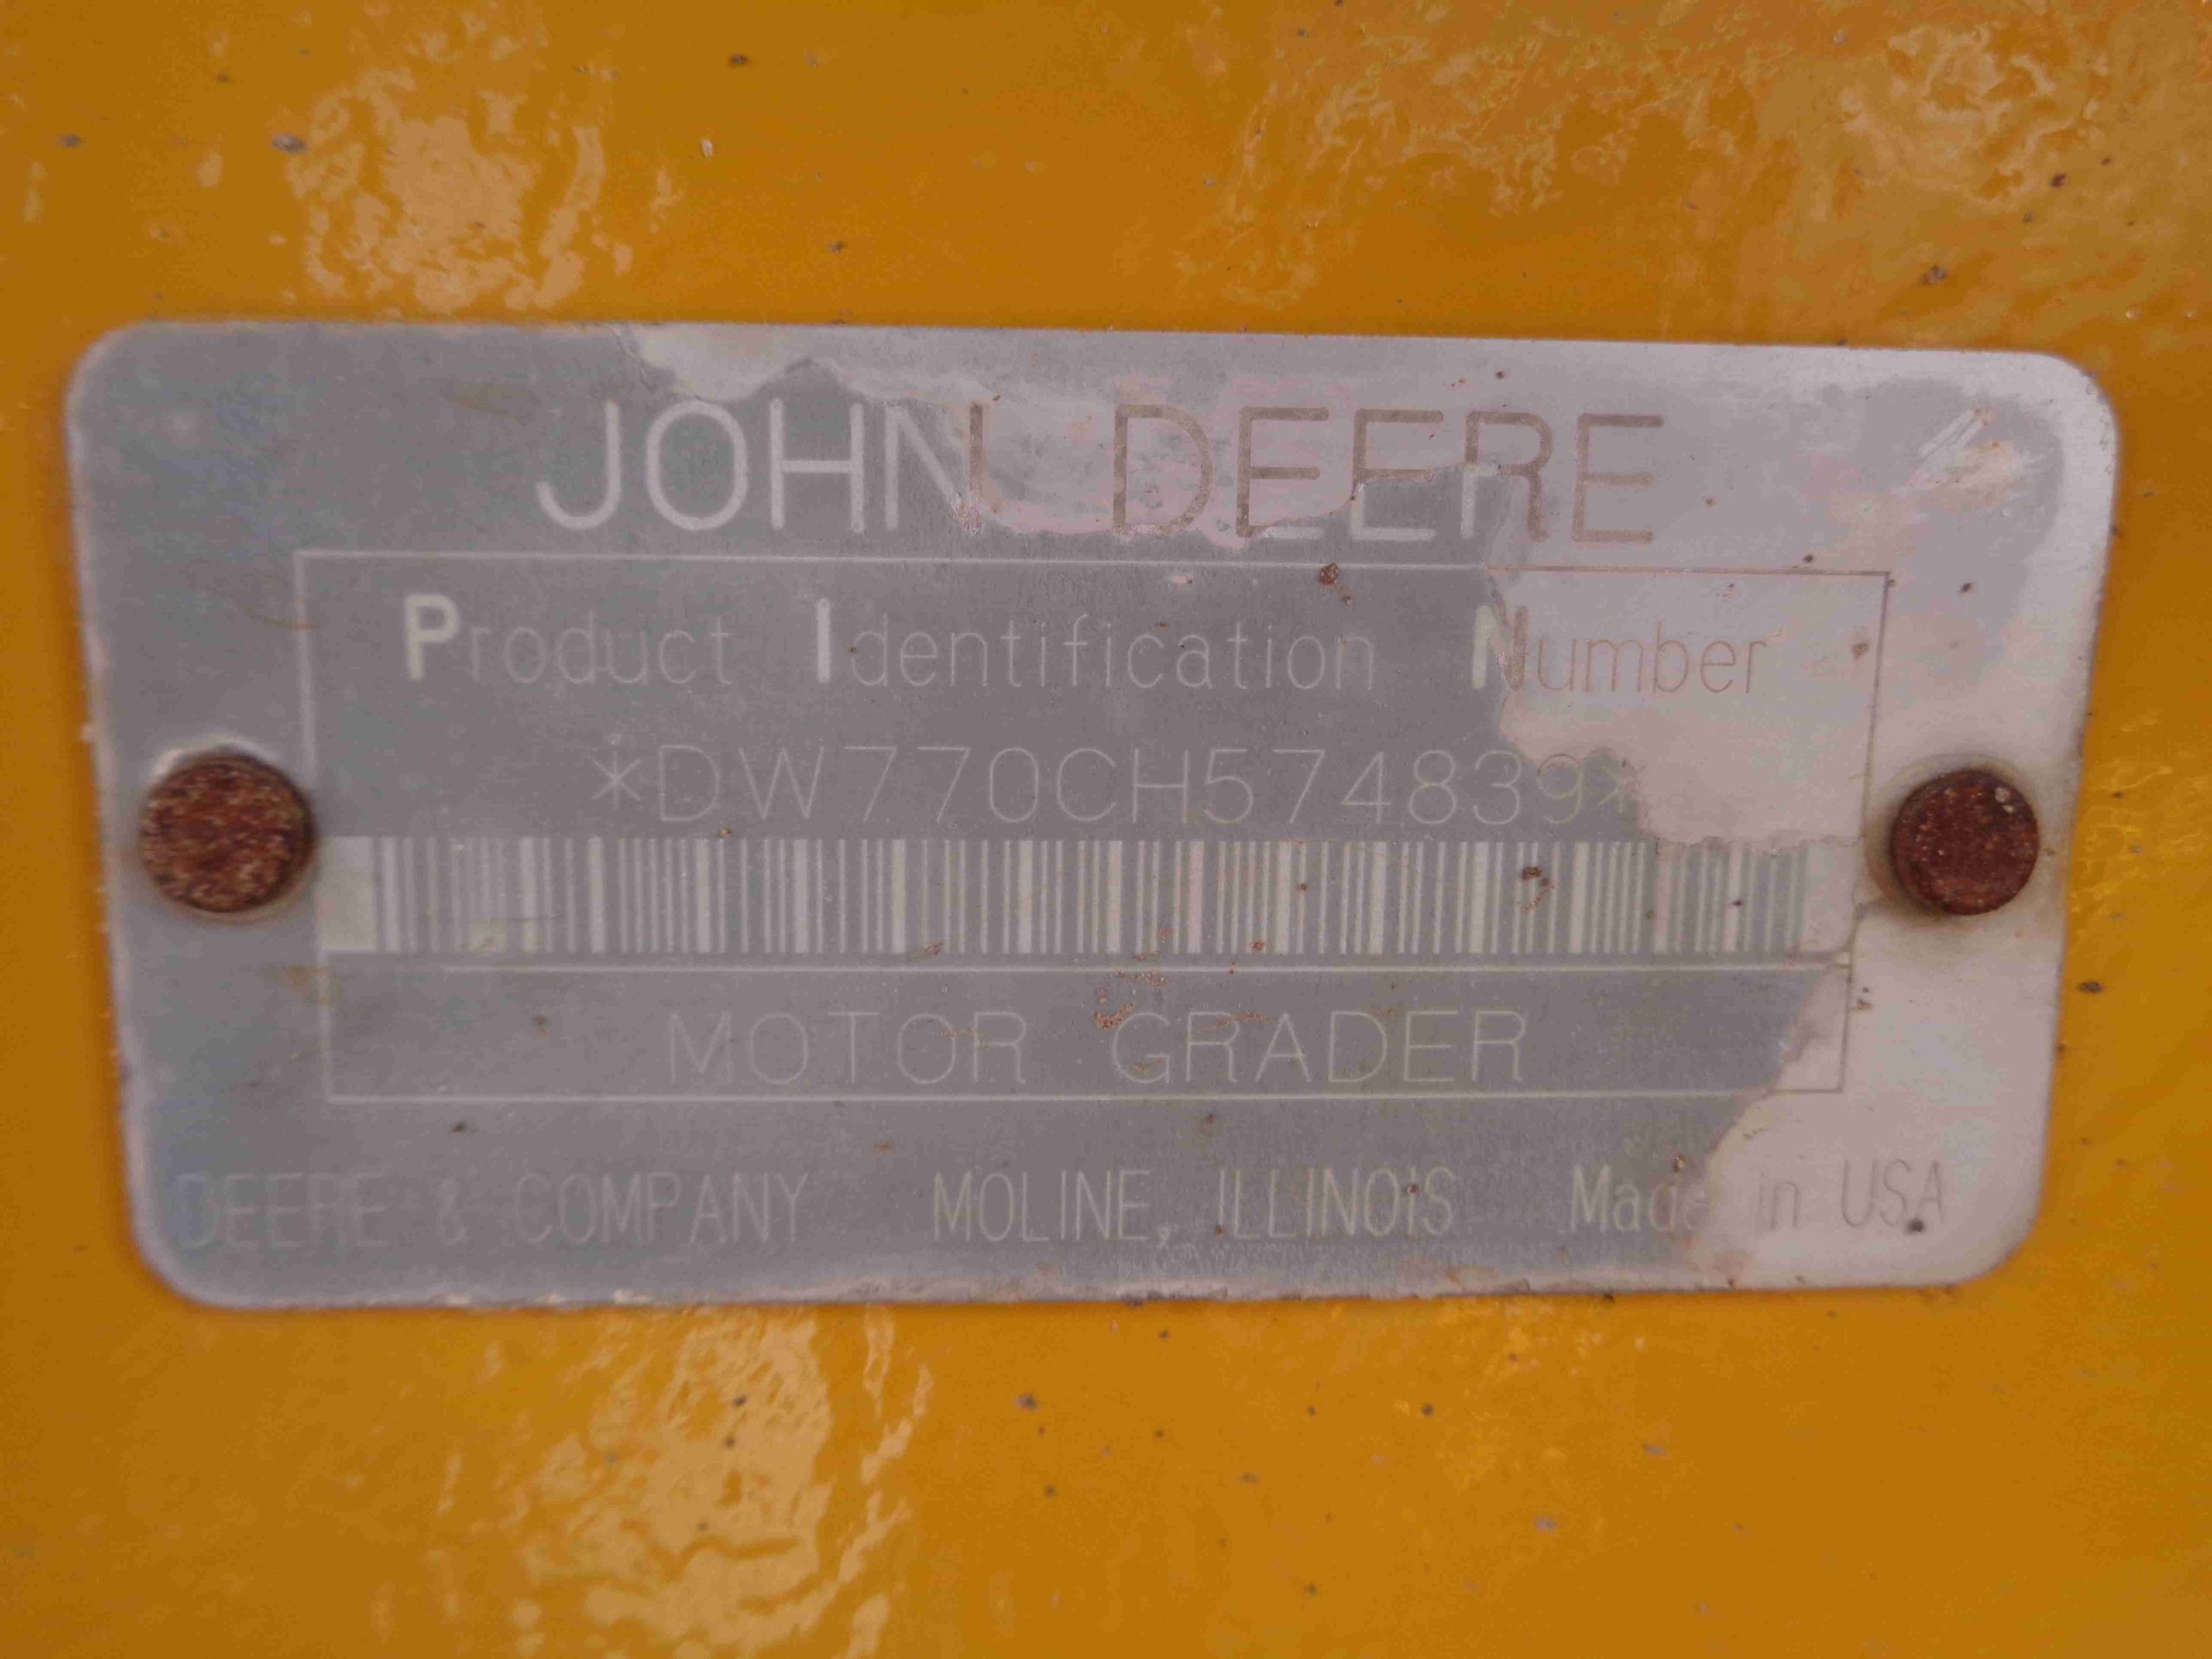 JOHN DEERE
Product Identification Number
*DW770CH574839*
MOTOR GRADER
DEERE & COMPANY MOLINE, ILLINOIS Made in USA